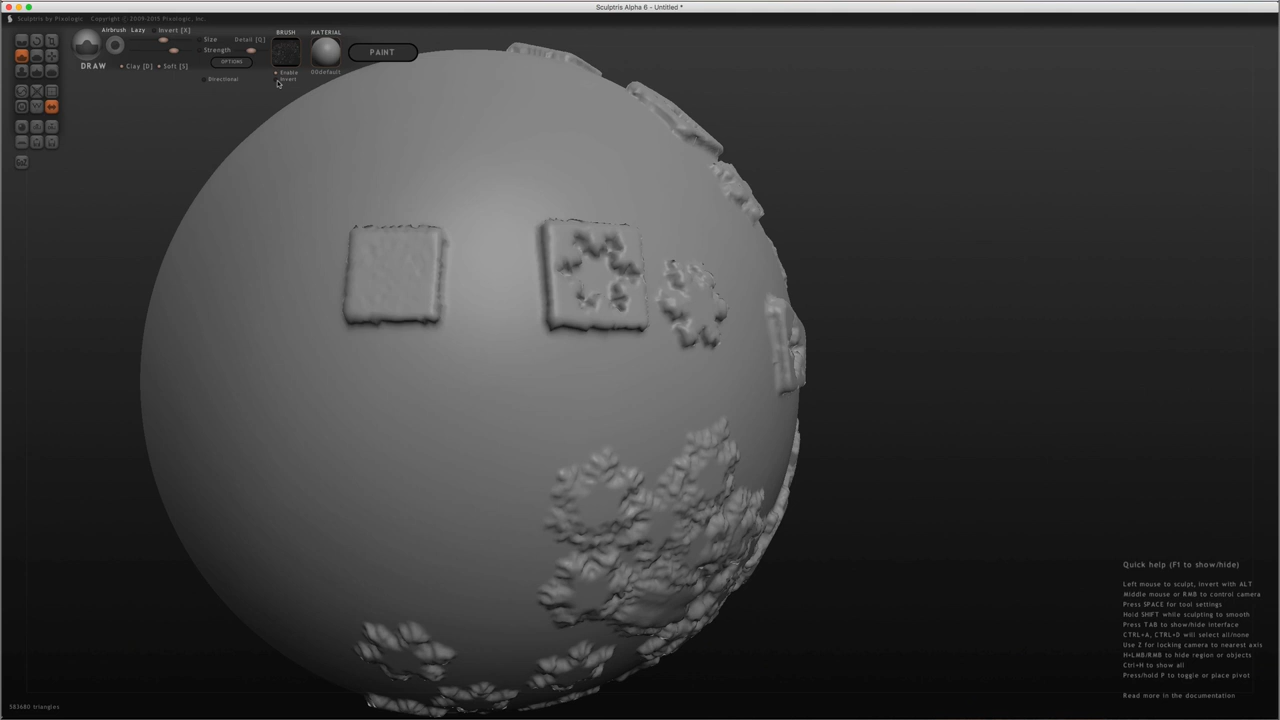 Sculptris Alpha 6 - Untitled *
Sculptris by Pixologic Copyright © 2009-2015 Pixologic, Inc.
Airbrush Lazy Invert [X]
BRUSH
MATERIAL
Size Detail [Q]
Strength
PAINT
OPTIONS
DRAW
Clay [D] Soft [S]
Enable
00default
Directional
Invert
GoZ
Quick help (F1 to show/hide)
Left mouse to sculpt, invert with ALT
Middle mouse or RMB to control camera
Press SPACE for tool settings
Hold SHIFT while sculpting to smooth
Press TAB to show/hide interface
CTRL+A, CTRL+D will select all/none
Use Z for locking camera to nearest axis
H+LMB/RMB to hide region or objects
Ctrl+H to show all
Press/hold P to toggle or place pivot
Read more in the documentation
583680 triangles